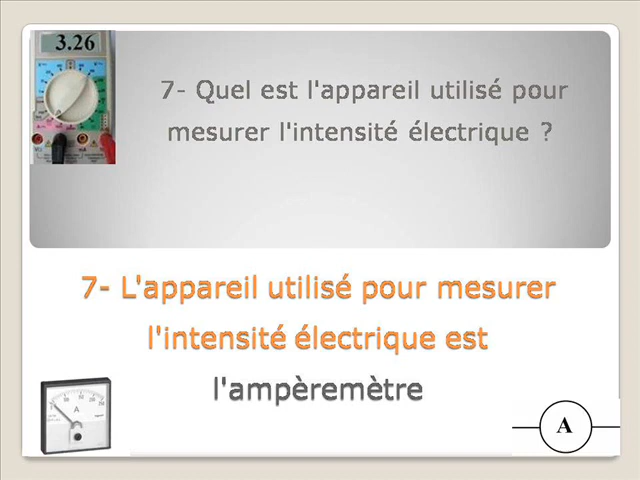 3.26
7- Quel est l'appareil utilisé pour
mesurer l'intensité électrique ?
7- L'appareil utilisé pour mesurer
l'intensité électrique est
l'ampèremètre
A
A